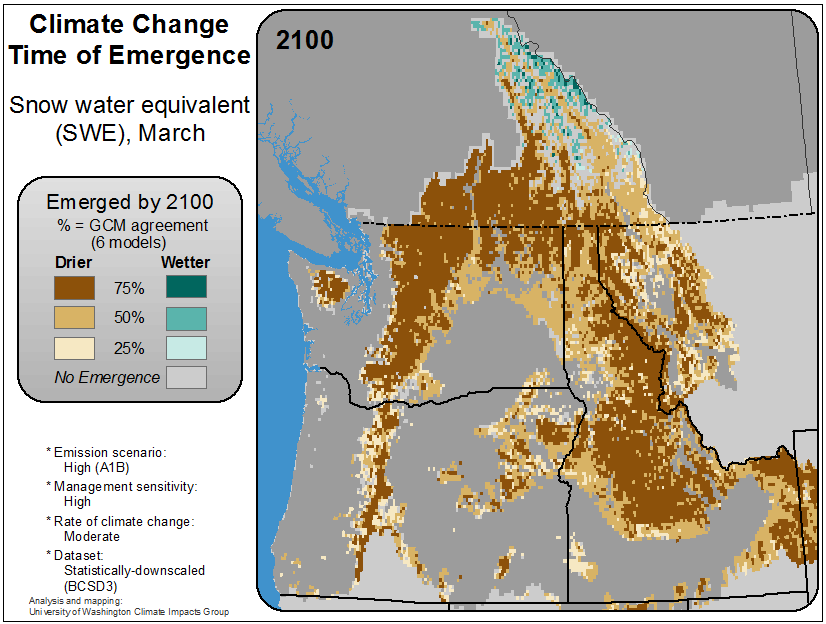 Climate Change
Time of Emergence
Snow water equivalent
(SWE), March
Emerged by 2100
% = GCM agreement
(6 models)
Drier Wetter
75%
50%
25%
No Emergence
* Emission scenario:
High (A1B)
* Management sensitivity:
High
* Rate of climate change:
Moderate
* Dataset:
Statistically-downscaled
(BCSD3)
Analysis and mapping:
University of Washington Climate Impacts Group
2100